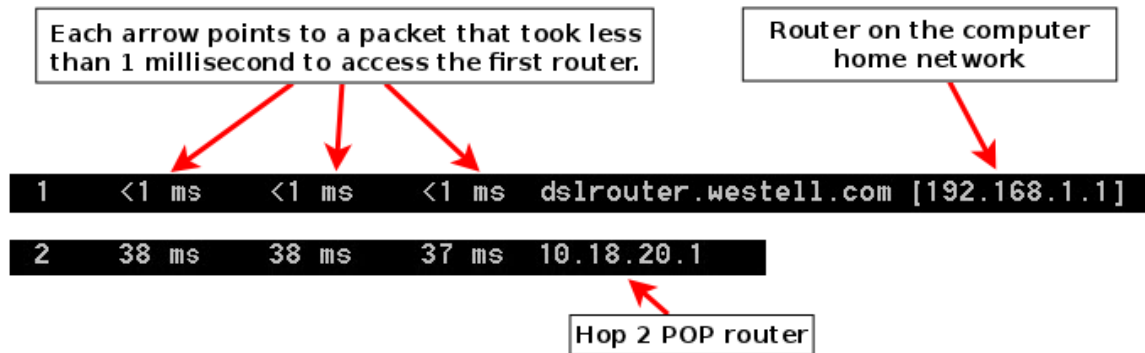 Each arrow points to a packet that took less
than 1 millisecond to access the first router.
Router on the computer
home network
1 <1 ms <1 ms <1 ms dslrouter.westell.com [192.168.1.1]
2 38 ms 38 ms 37 ms 10.18.20.1
Hop 2 POP router